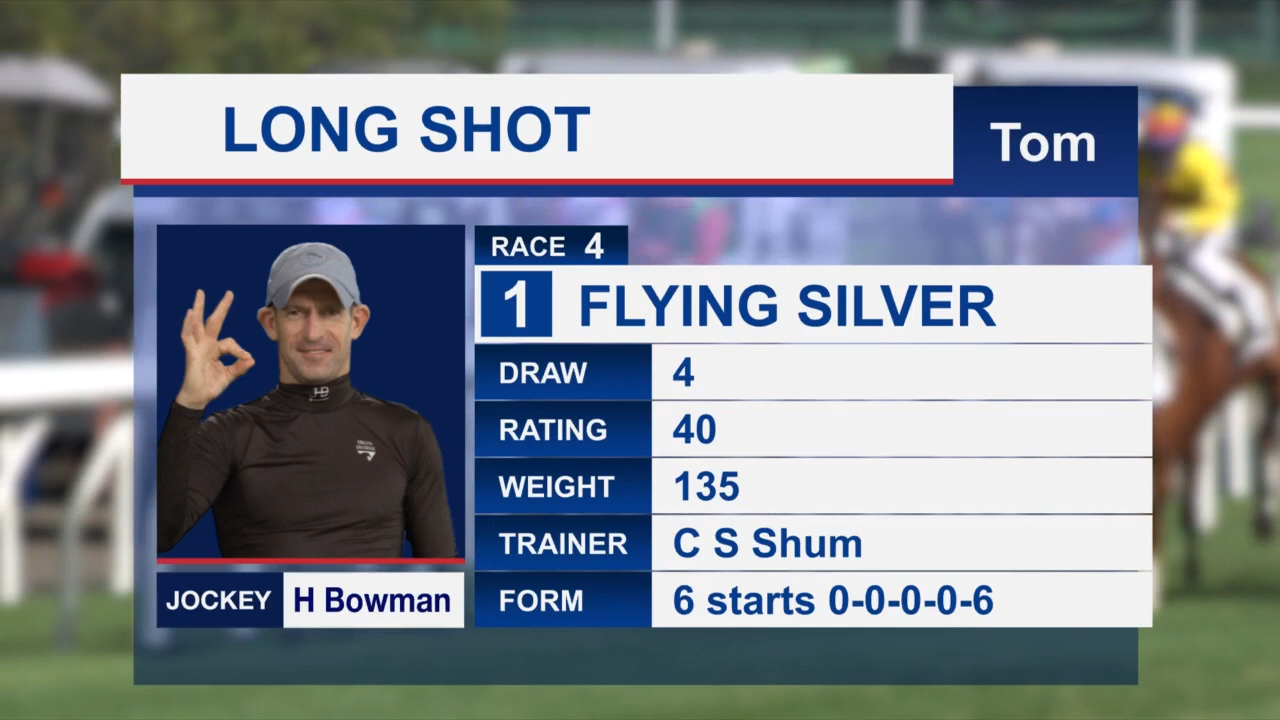 LONG SHOT
Tom
RACE 4
1 FLYING SILVER
DRAW 4
RATING 40
WEIGHT 135
TRAINER C S Shum
FORM 6 starts 0-0-0-0-6
HB
JOCKEY H Bowman